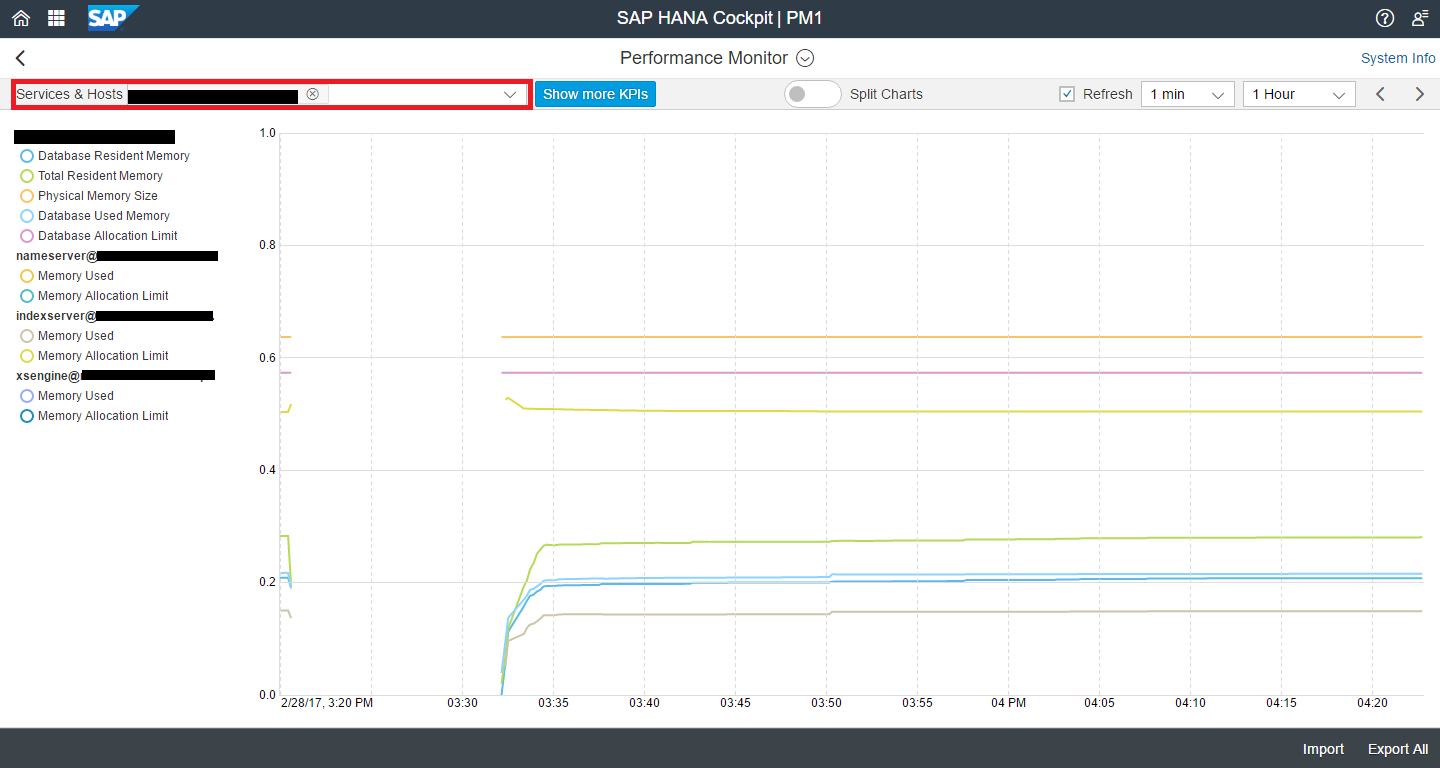 SAP
SAP HANA Cockpit | PM1
?
Performance Monitor
System Info
Services & Hosts
Show more KPIs
Split Charts
Refresh
1 min
1 Hour
Database Resident Memory
Total Resident Memory
Physical Memory Size
Database Used Memory
Database Allocation Limit
nameserver@
Memory Used
Memory Allocation Limit
indexserver@
Memory Used
Memory Allocation Limit
xsengine@
Memory Used
Memory Allocation Limit
1.0
0.8
0.6
0.4
0.2
0.0
2/28/17, 3:20 PM
03:30
03:35
03:40
03:45
03:50
03:55
04 PM
04:05
04:10
04:15
04:20
Import
Export All